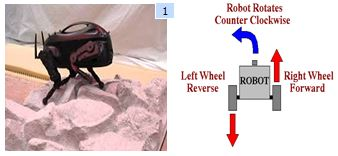 1
Robot Rotates
Counter Clockwise
Left Wheel
Reverse
ROBOT
Right Wheel
Forward